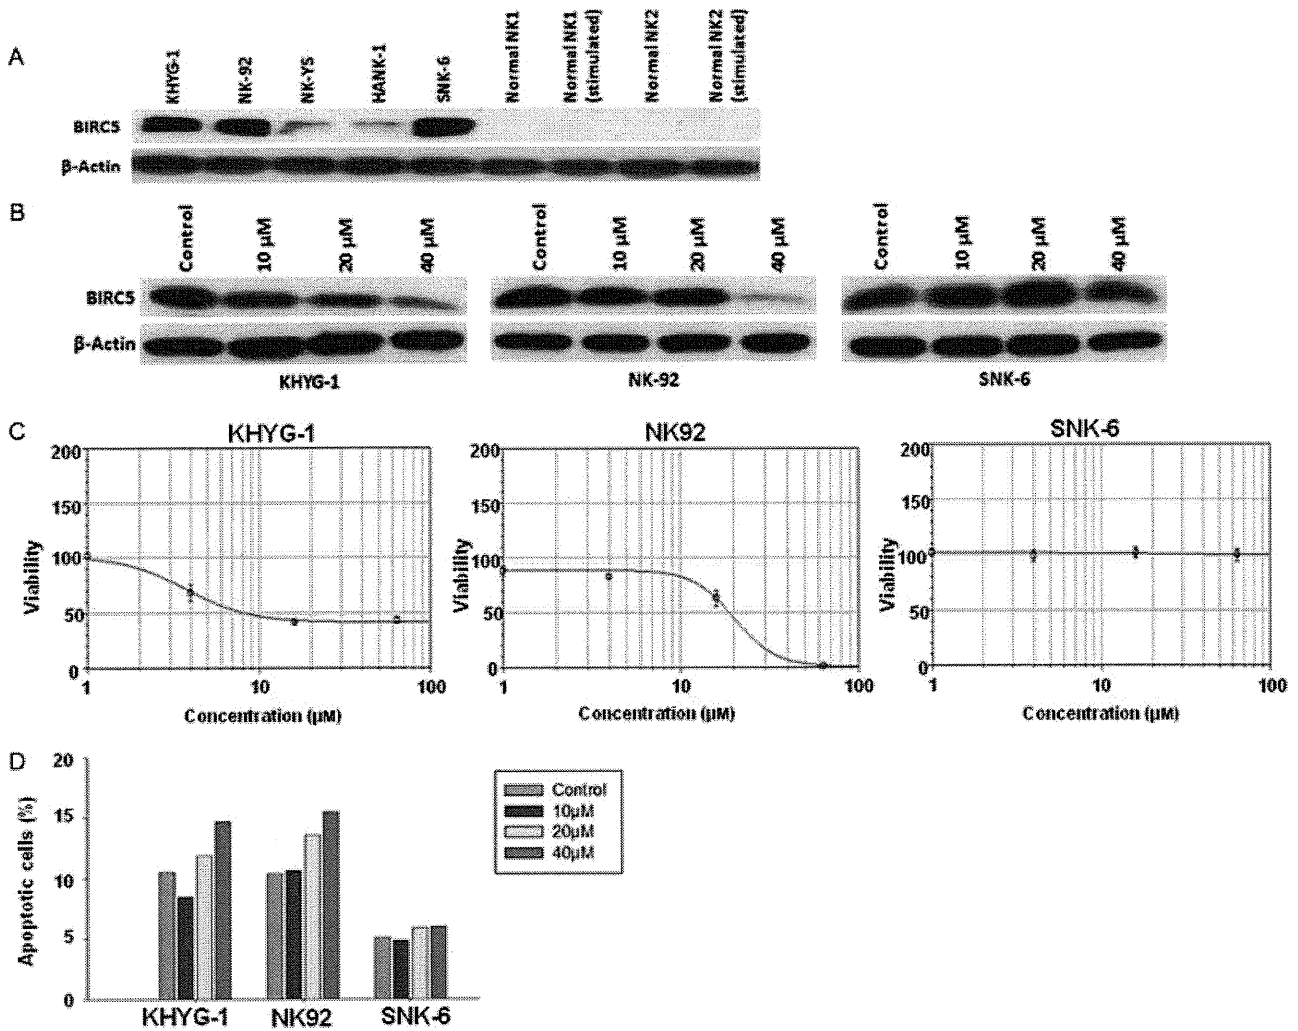 A
KHYG-1 NK-92 NK-YS HANK-1 SNK-6 Normal NK1 Normal NK1 (stimulated) Normal NK2 Normal NK2 (stimulated)
BIRC5
β-Actin
B
Control 10 µM 20 µM 40 µM Control 10 µM 20 µM 40 µM Control 10 µM 20 µM 40 µM
BIRC5
β-Actin
KHYG-1 NK-92 SNK-6
C
KHYG-1
200
150
100
50
0
Viability
1 10 100
Concentration (µM)
NK92
200
150
100
50
0
Viability
1 10 100
Concentration (µM)
SNK-6
200
150
100
50
0
Viability
1 10 100
Concentration (µM)
D
20
15
10
5
0
Apoptotic cells (%)
KHYG-1 NK92 SNK-6
Control
10µM
20µM
40µM